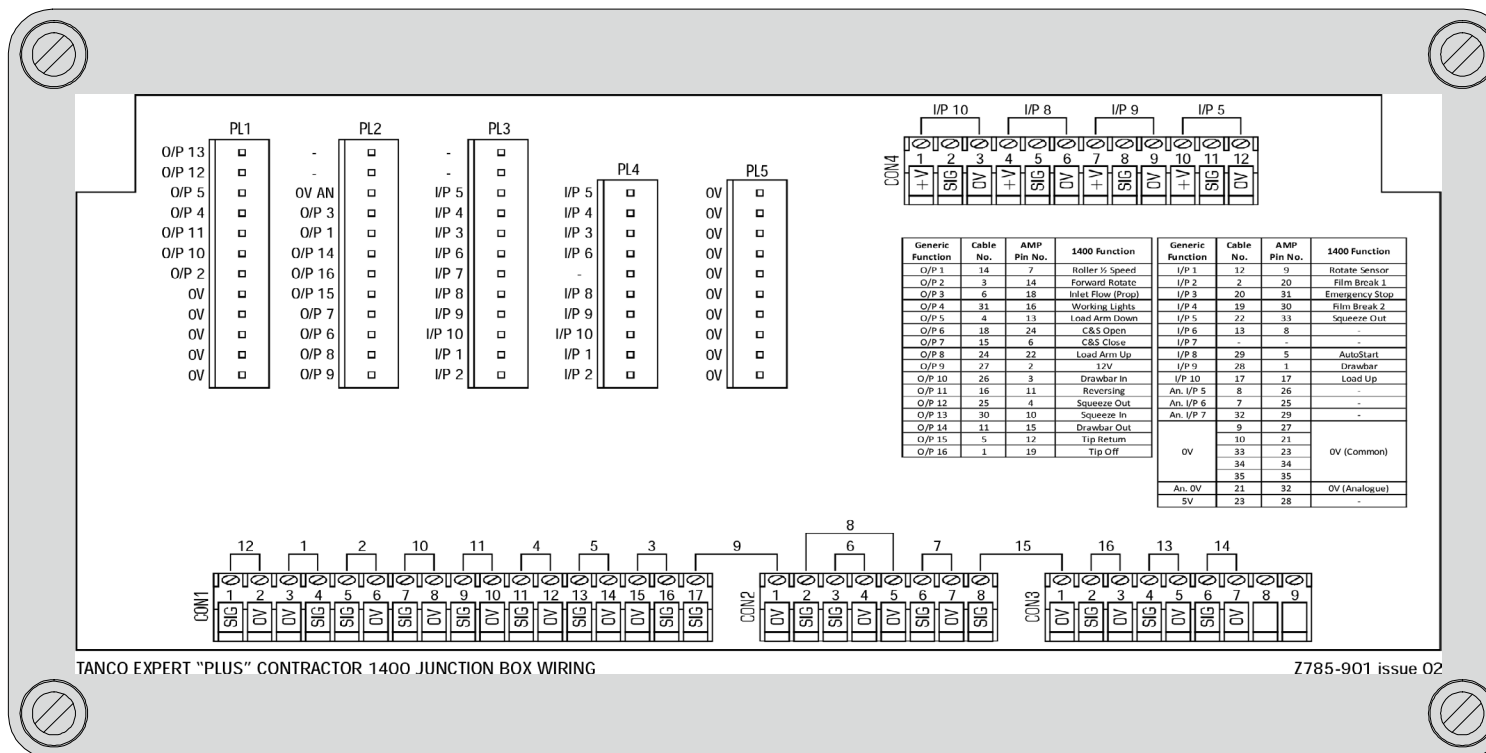 I/P 10 I/P 8 I/P 9 I/P 5
CON4
1 2 3 4 5 6 7 8 9 10 11 12
+V SIG 0V +V SIG 0V +V SIG 0V +V SIG 0V
PL1
O/P 13
O/P 12
O/P 5
O/P 4
O/P 11
O/P 10
O/P 2
0V
0V
0V
0V
0V
PL2
-
-
0V AN
O/P 3
O/P 1
O/P 14
O/P 16
O/P 15
O/P 7
O/P 6
O/P 8
O/P 9
PL3
-
-
I/P 5
I/P 4
I/P 3
I/P 6
I/P 7
I/P 8
I/P 9
I/P 10
I/P 1
I/P 2
PL4
I/P 5
I/P 4
I/P 3
I/P 6
-
I/P 8
I/P 9
I/P 10
I/P 1
I/P 2
PL5
0V
0V
0V
0V
0V
0V
0V
0V
0V
0V
Generic Function Cable No. AMP Pin No. 1400 Function
O/P 1 14 7 Roller ½ Speed
O/P 2 3 14 Forward Rotate
O/P 3 6 18 Inlet Flow (Prop)
O/P 4 31 16 Working Lights
O/P 5 4 13 Load Arm Down
O/P 6 18 24 C&S Open
O/P 7 15 6 C&S Close
O/P 8 24 22 Load Arm Up
O/P 9 27 2 12V
O/P 10 26 3 Drawbar In
O/P 11 16 11 Reversing
O/P 12 25 4 Squeeze Out
O/P 13 30 10 Squeeze In
O/P 14 11 15 Drawbar Out
O/P 15 5 12 Tip Return
O/P 16 1 19 Tip Off
Generic Function Cable No. AMP Pin No. 1400 Function
I/P 1 12 9 Rotate Sensor
I/P 2 2 20 Film Break 1
I/P 3 20 31 Emergency Stop
I/P 4 19 30 Film Break 2
I/P 5 22 33 Squeeze Out
I/P 6 13 8 -
I/P 7 - - -
I/P 8 29 5 AutoStart
I/P 9 28 1 Drawbar
I/P 10 17 17 Load Up
An. I/P 5 8 26 -
An. I/P 6 7 25 -
An. I/P 7 32 29 -
9 27
10 21
0V 33 23 0V (Common)
34 34
35 35
An. 0V 21 32 0V (Analogue)
5V 23 28 -
12 1 2 10 11 4 5 3 9
CON1
1 2 3 4 5 6 7 8 9 10 11 12 13 14 15 16 17
SIG 0V 0V SIG SIG 0V SIG 0V SIG 0V SIG 0V SIG 0V 0V SIG SIG
8
6 7 15
CON2
1 2 3 4 5 6 7 8
0V SIG SIG 0V 0V SIG 0V SIG
16 13 14
CON3
1 2 3 4 5 6 7 8 9
0V SIG 0V SIG 0V SIG 0V
TANCO EXPERT “PLUS” CONTRACTOR 1400 JUNCTION BOX WIRING
Z785-901 issue 02